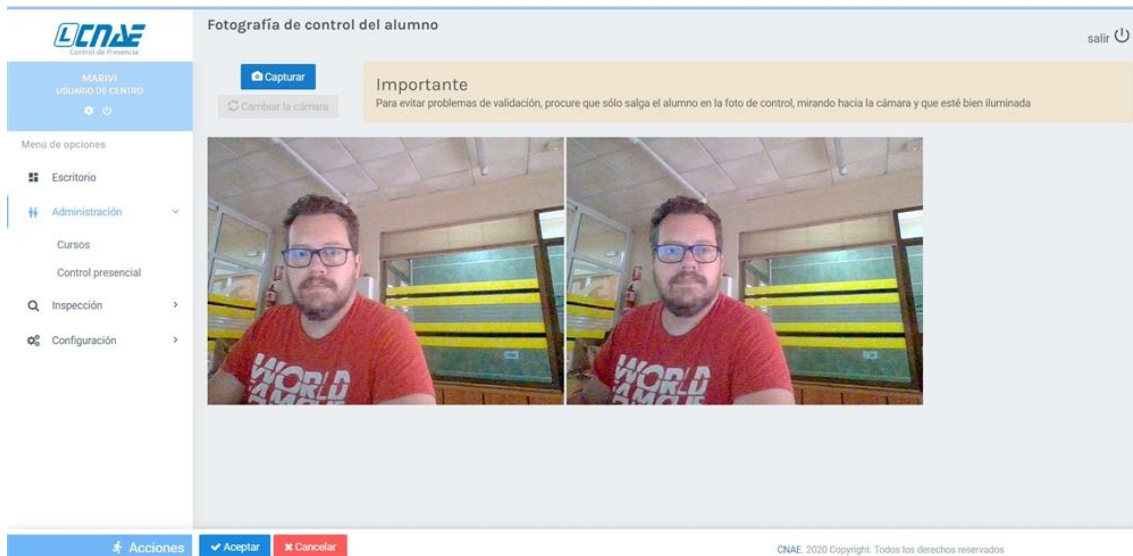 CNAE
Control de Presencia
MARIVI
USUARIO DE CENTRO
Menú de opciones
Escritorio
Administración
Cursos
Control presencial
Inspección
Configuración
Acciones
Fotografía de control del alumno
salir
Capturar
Cambiar la cámara
Importante
Para evitar problemas de validación, procure que sólo salga el alumno en la foto de control, mirando hacia la cámara y que esté bien iluminada
WORLD
FAMOUS
WORLD
FAMOUS
Aceptar
Cancelar
CNAE. 2020 Copyright. Todos los derechos reservados